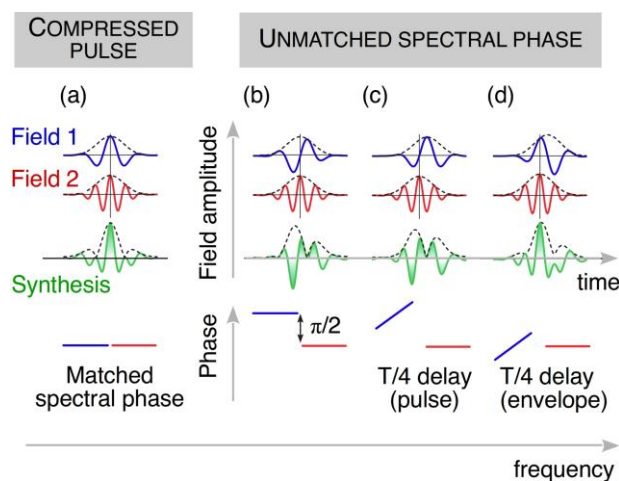 COMPRESSED PULSE
UNMATCHED SPECTRAL PHASE
(a)
(b)
(c)
(d)
Field 1
Field 2
Synthesis
Field amplitude
time
Phase
π/2
Matched
spectral phase
T/4 delay
(pulse)
T/4 delay
(envelope)
frequency